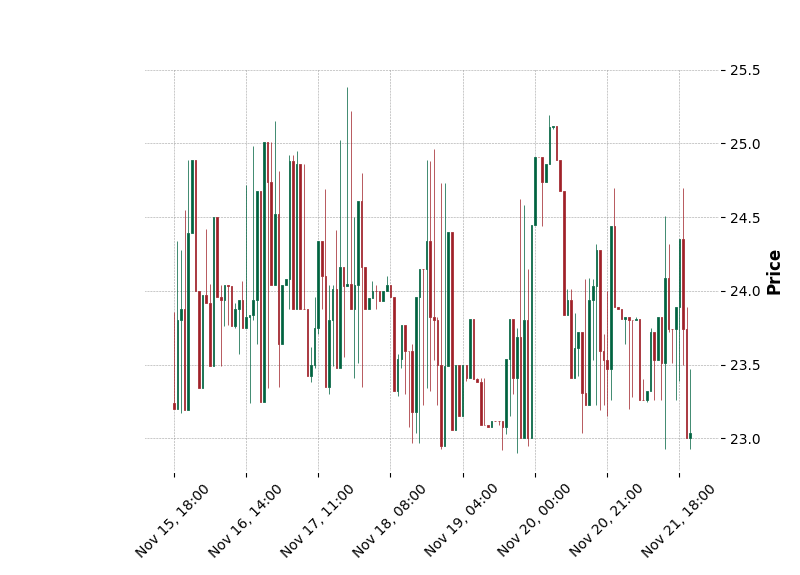 25.5
25.0
24.5
24.0
23.5
23.0
Price
Nov 15, 18:00
Nov 16, 14:00
Nov 17, 11:00
Nov 18, 08:00
Nov 19, 04:00
Nov 20, 00:00
Nov 20, 21:00
Nov 21, 18:00